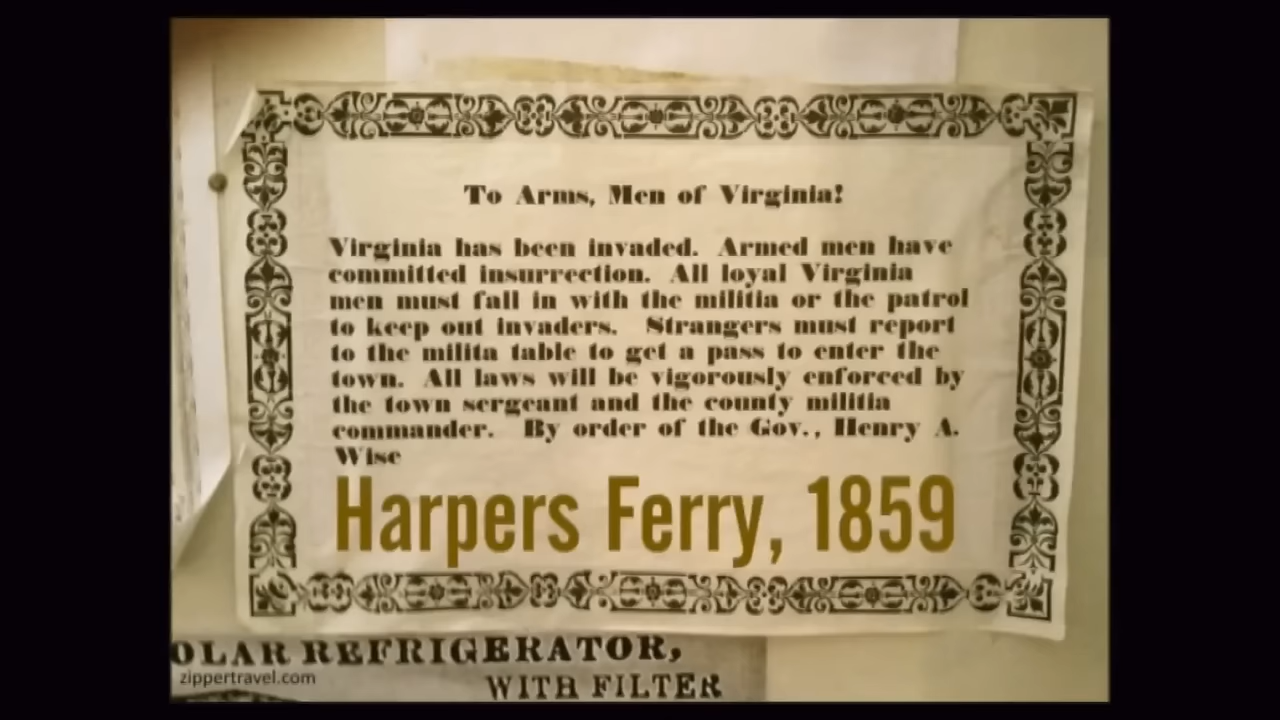 To Arms, Men of Virginia!
Virginia has been invaded. Armed men have
committed insurrection. All loyal Virginia
men must fall in with the militia or the patrol
to keep out invaders. Strangers must report
to the milita table to get a pass to enter the
town. All laws will be vigorously enforced by
the town sergeant and the county militia
commander. By order of the Gov., Henry A.
Wise
Harpers Ferry, 1859
OLAR REFRIGERATOR,
zippertravel.com
WITH FILTER